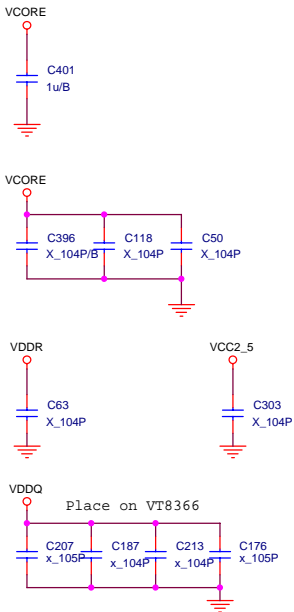 VCORE
C401
1u/B
VCORE
C396 C118 C50
X_104P/B X_104P X_104P
VDDR VCC2_5
C63 C303
X_104P X_104P
VDDQ
Place on VT8366
C207 C187 C213 C176
x_105P x_104P x_104P x_105P